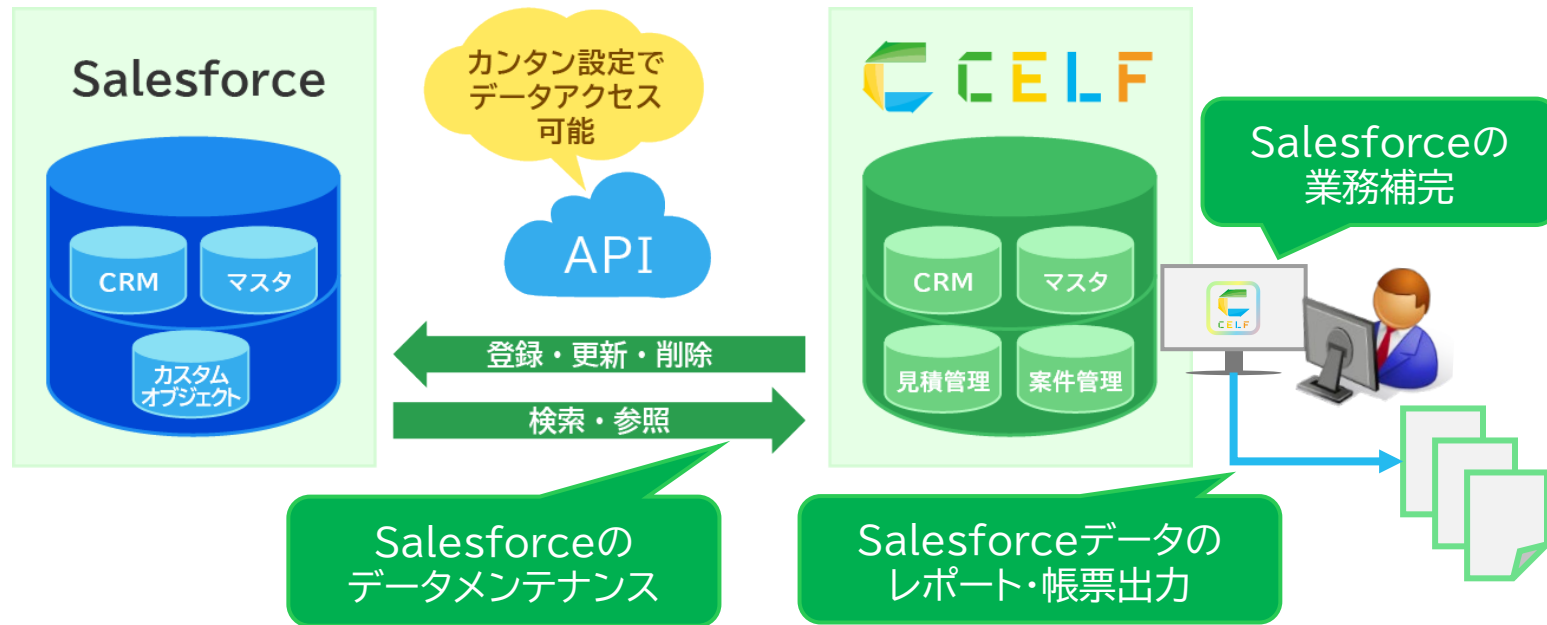 Salesforce
CRM
マスタ
カスタム
オブジェクト
カンタン設定で
データアクセス
可能
API
登録・更新・削除
検索・参照
CELF
CRM
マスタ
見積管理
案件管理
Salesforceの
業務補完
CELF
Salesforceの
データメンテナンス
Salesforceデータの
レポート・帳票出力